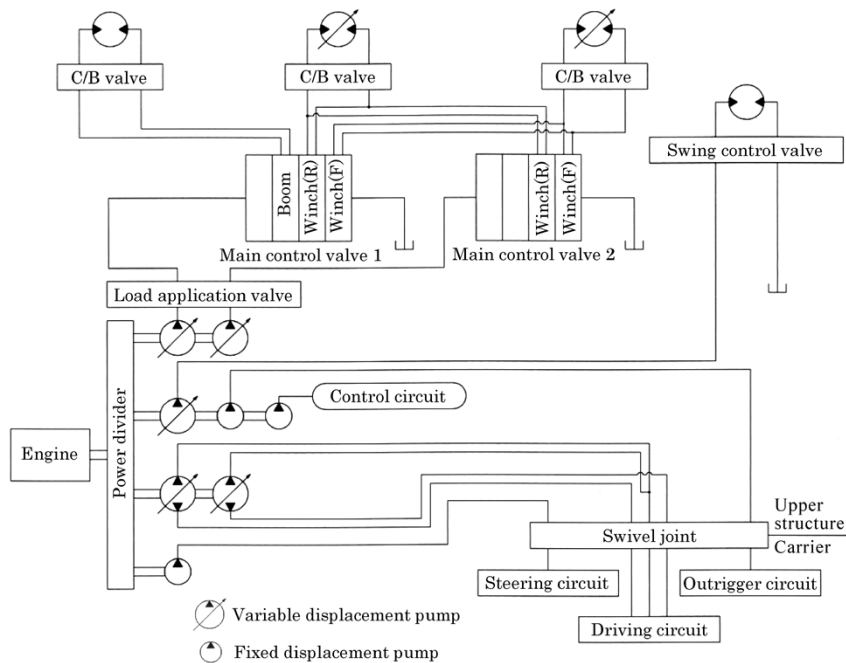 C/B valve
C/B valve
C/B valve
Swing control valve
Boom
Winch(R)
Winch(F)
Winch(R)
Winch(F)
Main control valve 1
Main control valve 2
Load application valve
Power divider
Control circuit
Engine
Upper
structure
Swivel joint
Carrier
Steering circuit
Outrigger circuit
Driving circuit
Variable displacement pump
Fixed displacement pump